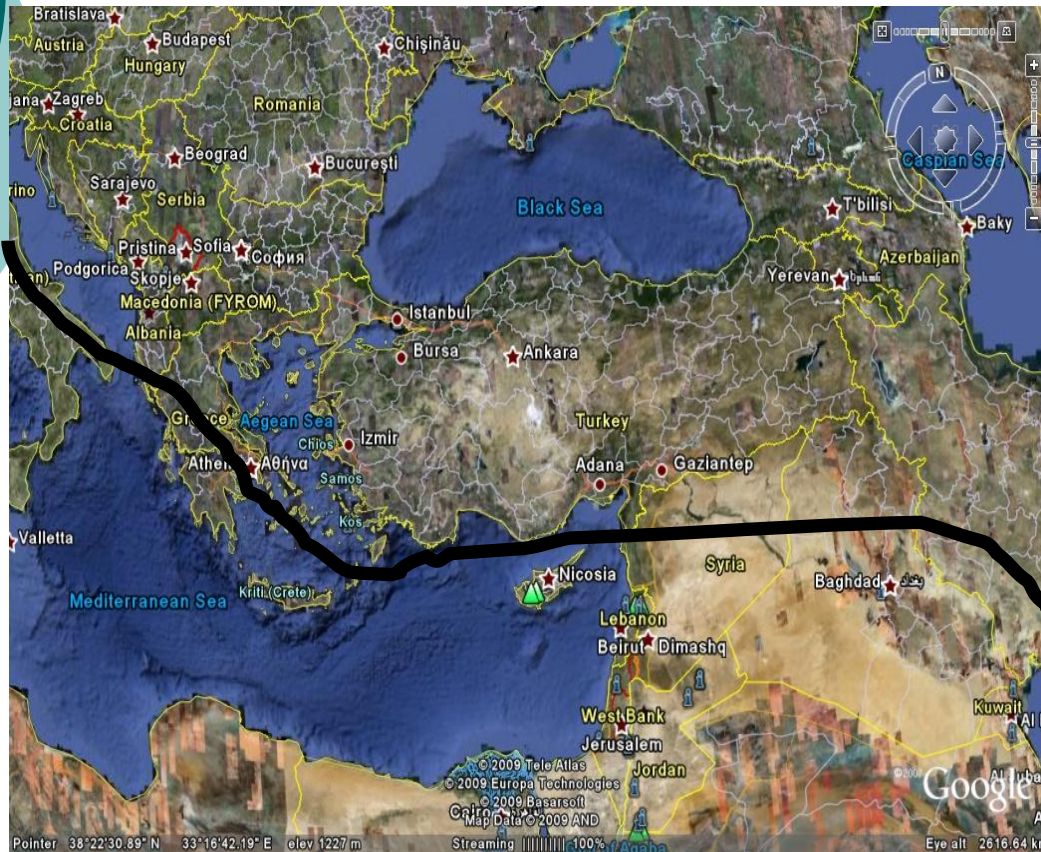 Bratislava
Austria
Budapest
Hungary
Chişinău
Zagreb
Croatia
Romania
Beograd
Bucureşti
Sarajevo
Serbia
Black Sea
Caspian Sea
N
T'bilisi
Baky
Pristina
Sofia
София
Podgorica
Skopje
Yerevan
Azerbaijan
Macedonia (FYROM)
Albania
Istanbul
Bursa
Ankara
Greece
Aegean Sea
Chios
Izmir
Turkey
Αθήνα
Samos
Adana
Gaziantep
Kos
Valletta
Nicosia
Syria
Baghdad
بغداد
Mediterranean Sea
Kriti (Crete)
Lebanon
Beirut
Dimashq
West Bank
Jerusalem
Kuwait
Jordan
© 2009 Tele Atlas
© 2009 Europa Technologies
© 2009 Basarsoft
Map Data © 2009 AND
Google
Pointer 38°22'30.89" N 33°16'42.19" E elev 1227 m
Streaming 100%
Eye alt 2616.64 km